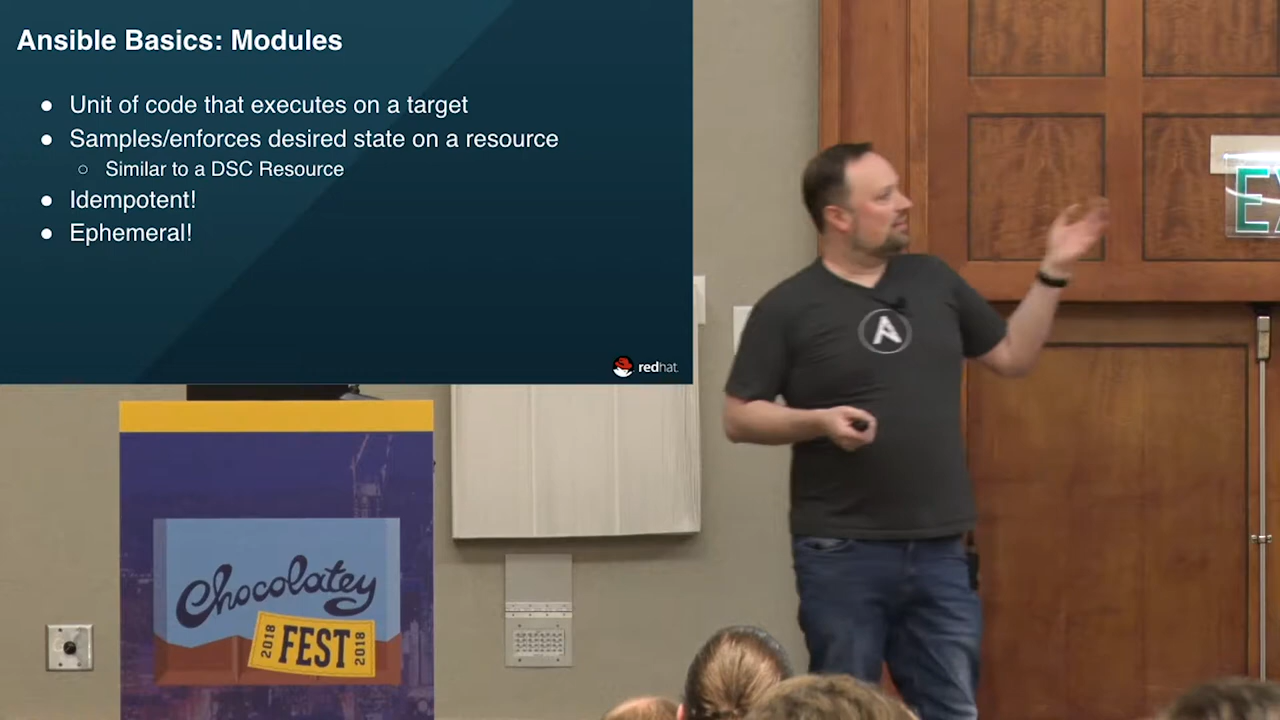 Ansible Basics: Modules
● Unit of code that executes on a target
● Samples/enforces desired state on a resource
○ Similar to a DSC Resource
● Idempotent!
● Ephemeral!
redhat.
A
EX
Chocolatey
2018 FEST 2018